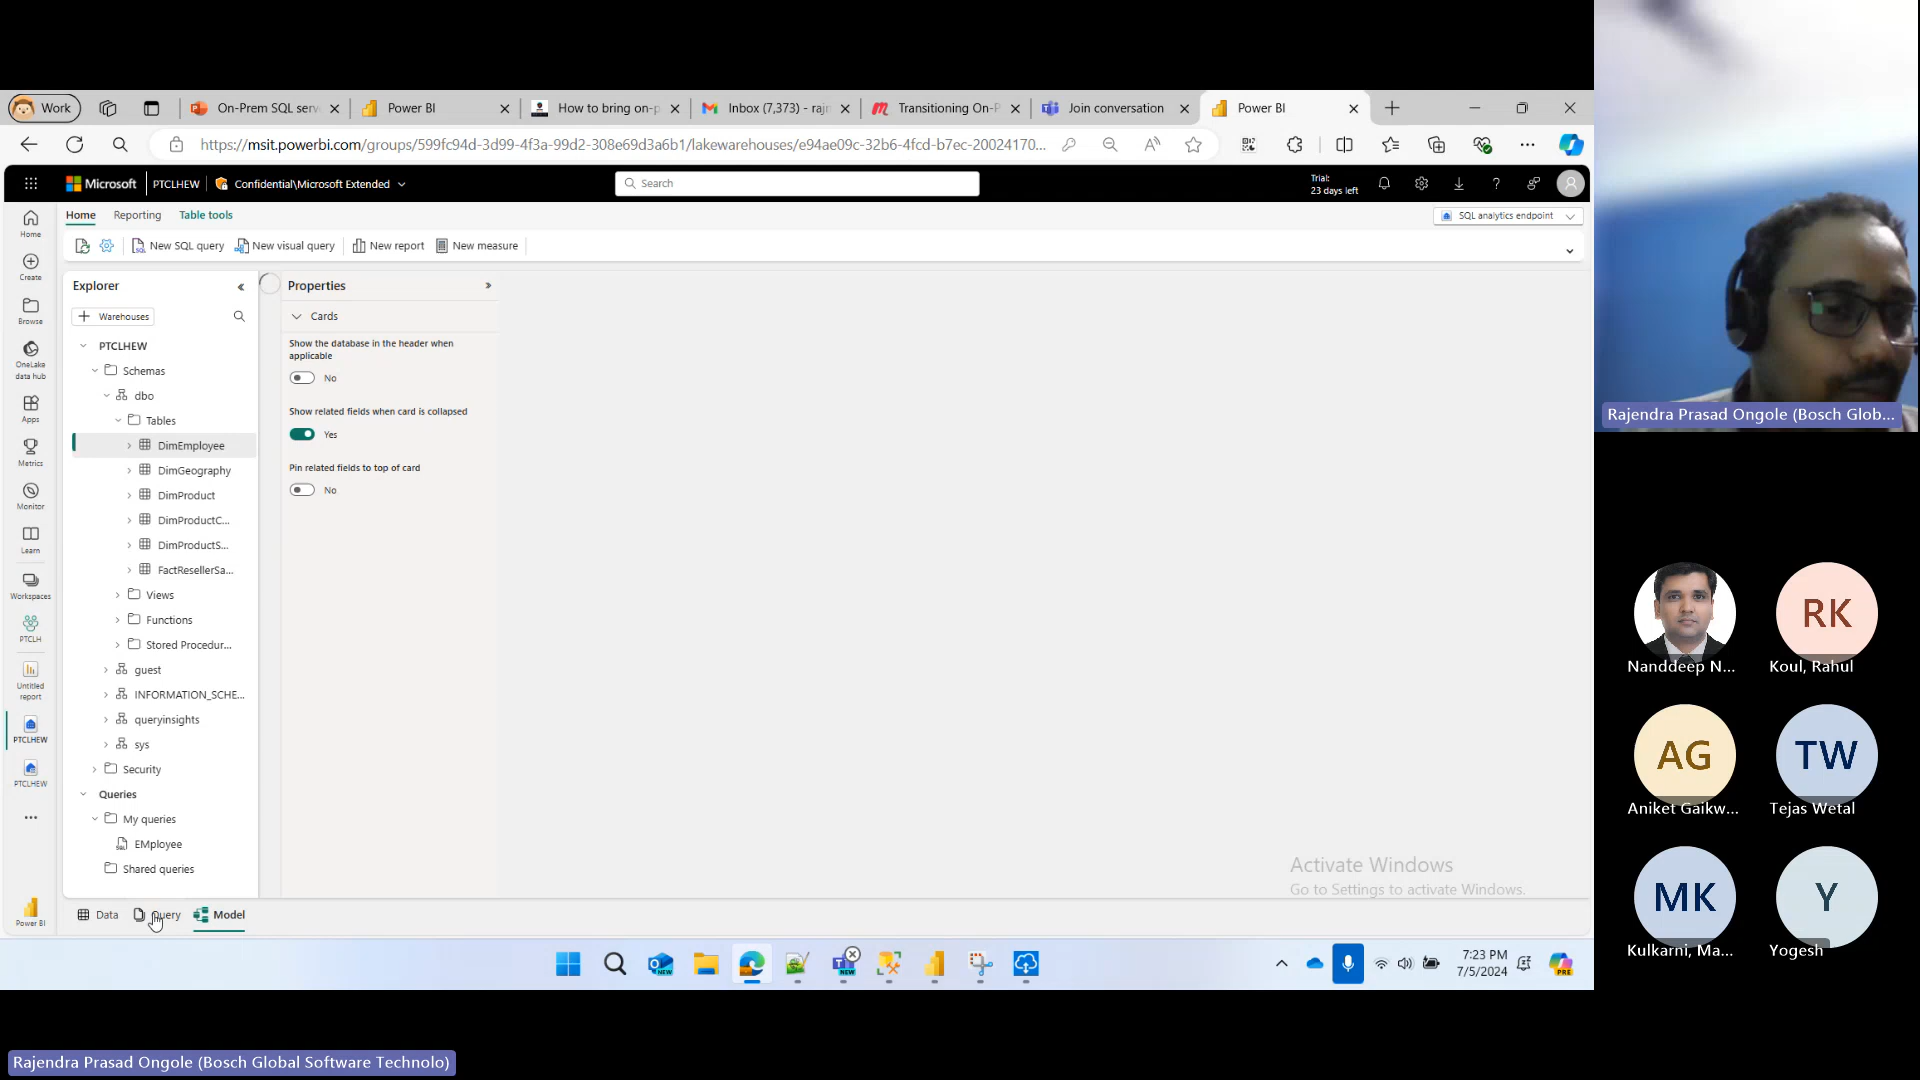 Work
On-Prem SQL serv
Power BI
How to bring on-p
Inbox (7,373) - rajn
Transitioning On-P
Join conversation
Power BI
https://msit.powerbi.com/groups/599fc94d-3d99-4f3a-99d2-308e69d3a6b1/lakewarehouses/e94ae09c-32b6-4fcd-b7ec-20024170...
Microsoft
PTCLHEW
Confidential\Microsoft Extended
Search
Trial:
23 days left
Home
Reporting
Table tools
SQL analytics endpoint
New SQL query
New visual query
New report
New measure
Home
Create
Browse
OneLake
data hub
Apps
Metrics
Monitor
Learn
Workspaces
PTCLH
Untitled
report
PTCLHEW
PTCLHEW
Power BI
Explorer
Warehouses
PTCLHEW
Schemas
dbo
Tables
DimEmployee
DimGeography
DimProduct
DimProductC...
DimProductS...
FactResellerSa...
Views
Functions
Stored Procedur...
guest
INFORMATION_SCHE...
queryinsights
sys
Security
Queries
My queries
EMployee
Shared queries
Properties
Cards
Show the database in the header when
applicable
No
Show related fields when card is collapsed
Yes
Pin related fields to top of card
No
Activate Windows
Go to Settings to activate Windows.
Data
Query
Model
NEW
NEW
7:23 PM
7/5/2024
PRE
Rajendra Prasad Ongole (Bosch Glob...
Nanddeep N...
RK
Koul, Rahul
AG
Aniket Gaikw...
TW
Tejas Wetal
MK
Kulkarni, Ma...
Y
Yogesh
Rajendra Prasad Ongole (Bosch Global Software Technolo)